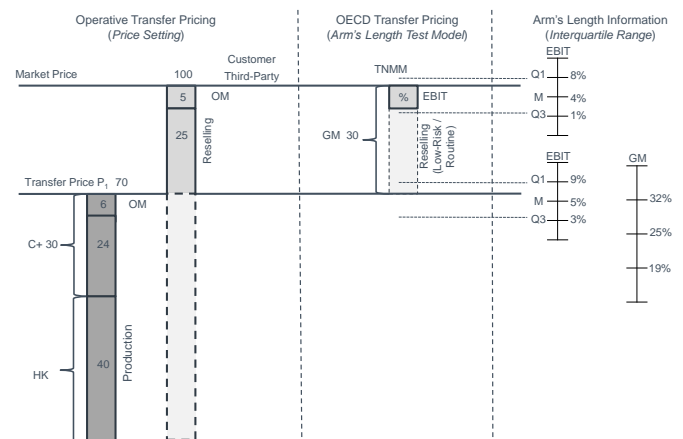 Operative Transfer Pricing
(Price Setting)
OECD Transfer Pricing
(Arm's Length Test Model)
Arm's Length Information
(Interquartile Range)
EBIT
Customer
Third-Party
Market Price
100
TNMM
Q1
8%
5
OM
%
EBIT
M
4%
Q3
1%
25
Reselling
GM 30
Reselling
(Low-Risk /
Routine)
EBIT
GM
Transfer Price P₁ 70
Q1
9%
6
OM
M
5%
32%
Q3
3%
C+ 30
24
25%
19%
Production
HK
40